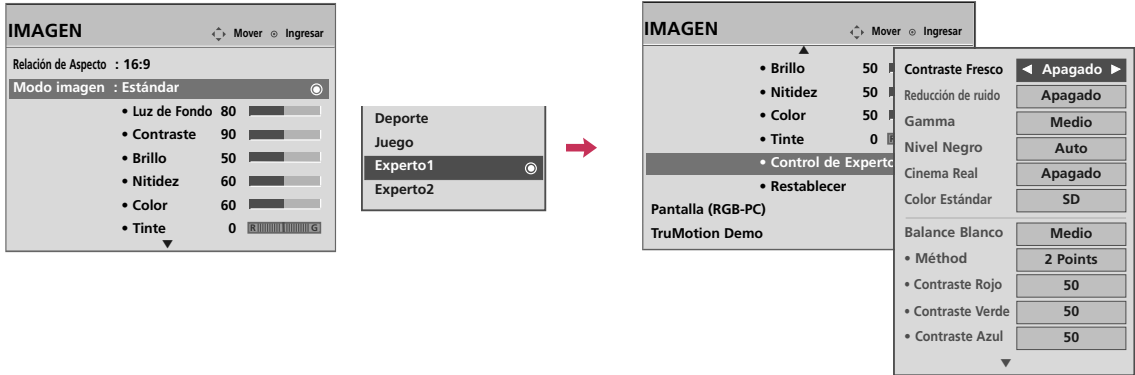 IMAGEN
Mover Ingresar
Relación de Aspecto : 16:9
Modo imagen : Estándar
• Luz de Fondo 80
• Contraste 90
• Brillo 50
• Nitidez 60
• Color 60
• Tinte 0 R G
Deporte
Juego
Experto1
Experto2
IMAGEN
Mover Ingresar
• Brillo 50
• Nitidez 50
• Color 50
• Tinte 0
• Control de Experto
• Restablecer
Pantalla (RGB-PC)
TruMotion Demo
Contraste Fresco Apagado
Reducción de ruido Apagado
Gamma Medio
Nivel Negro Auto
Cinema Real Apagado
Color Estándar SD
Balance Blanco Medio
• Méthod 2 Points
• Contraste Rojo 50
• Contraste Verde 50
• Contraste Azul 50